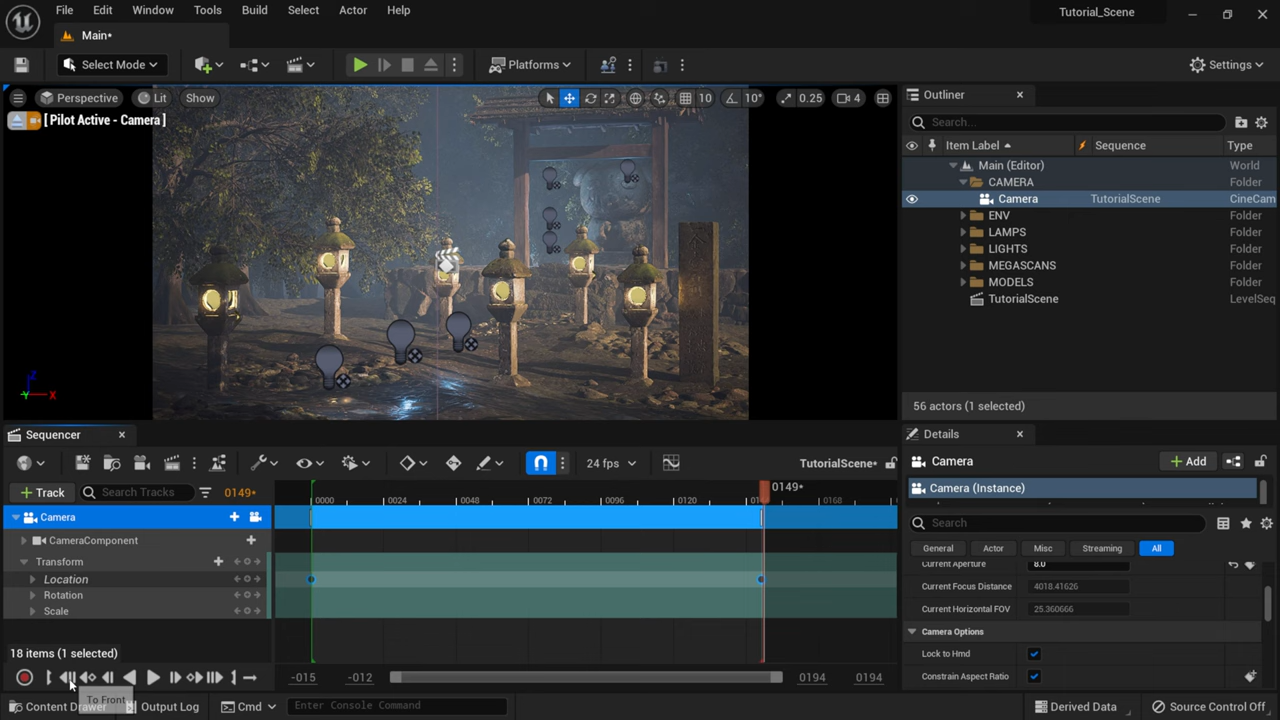 File Edit Window Tools Build Select Actor Help
Tutorial_Scene
Main*
Select Mode
Platforms
Settings
Perspective
Lit
Show
10
10°
0.25
4
[ Pilot Active - Camera ]
Outliner
Search...
Item Label
Sequence
Type
Main (Editor)
World
CAMERA
Folder
Camera
TutorialScene
CineCam
ENV
Folder
LAMPS
Folder
LIGHTS
Folder
MEGASCANS
Folder
MODELS
Folder
TutorialScene
LevelSeq
56 actors (1 selected)
Z
Y
X
Sequencer
24 fps
TutorialScene*
Track
Search Tracks
0149*
0000
0024
0048
0072
0096
0120
0149*
0168
Camera
CameraComponent
Transform
Location
Rotation
Scale
18 items (1 selected)
To Front
-015
-012
0194
0194
Details
Camera
Add
Camera (Instance)
Search
General
Actor
Misc
Streaming
All
Current Aperture
8.0
Current Focus Distance
4018.41626
Current Horizontal FOV
25.360666
Camera Options
Lock to Hmd
Constrain Aspect Ratio
Content Drawer
Output Log
Cmd
Enter Console Command
Derived Data
Source Control Off